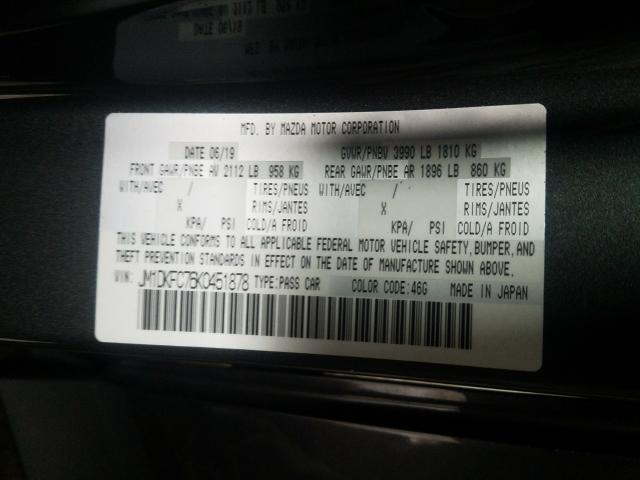 MFD. BY MAZDA MOTOR CORPORATION
DATE 06/19 GVWR/PNBV 3990 LB 1810 KG
FRONT GAWR/PNBE AV 2112 LB 958 KG REAR GAWR/PNBE AR 1896 LB 860 KG
WITH/AVEC / TIRES/PNEUS WITH/AVEC / TIRES/PNEUS
X RIMS/JANTES X RIMS/JANTES
KPA/ PSI COLD/A FROID KPA/ PSI COLD/A FROID
THIS VEHICLE CONFORMS TO ALL APPLICABLE FEDERAL MOTOR VEHICLE SAFETY, BUMPER, AND
THEFT PREVENTION STANDARDS IN EFFECT ON THE DATE OF MANUFACTURE SHOWN ABOVE.
VIN: JM1DKFC76K0451878 TYPE:PASS CAR COLOR CODE:46G MADE IN JAPAN